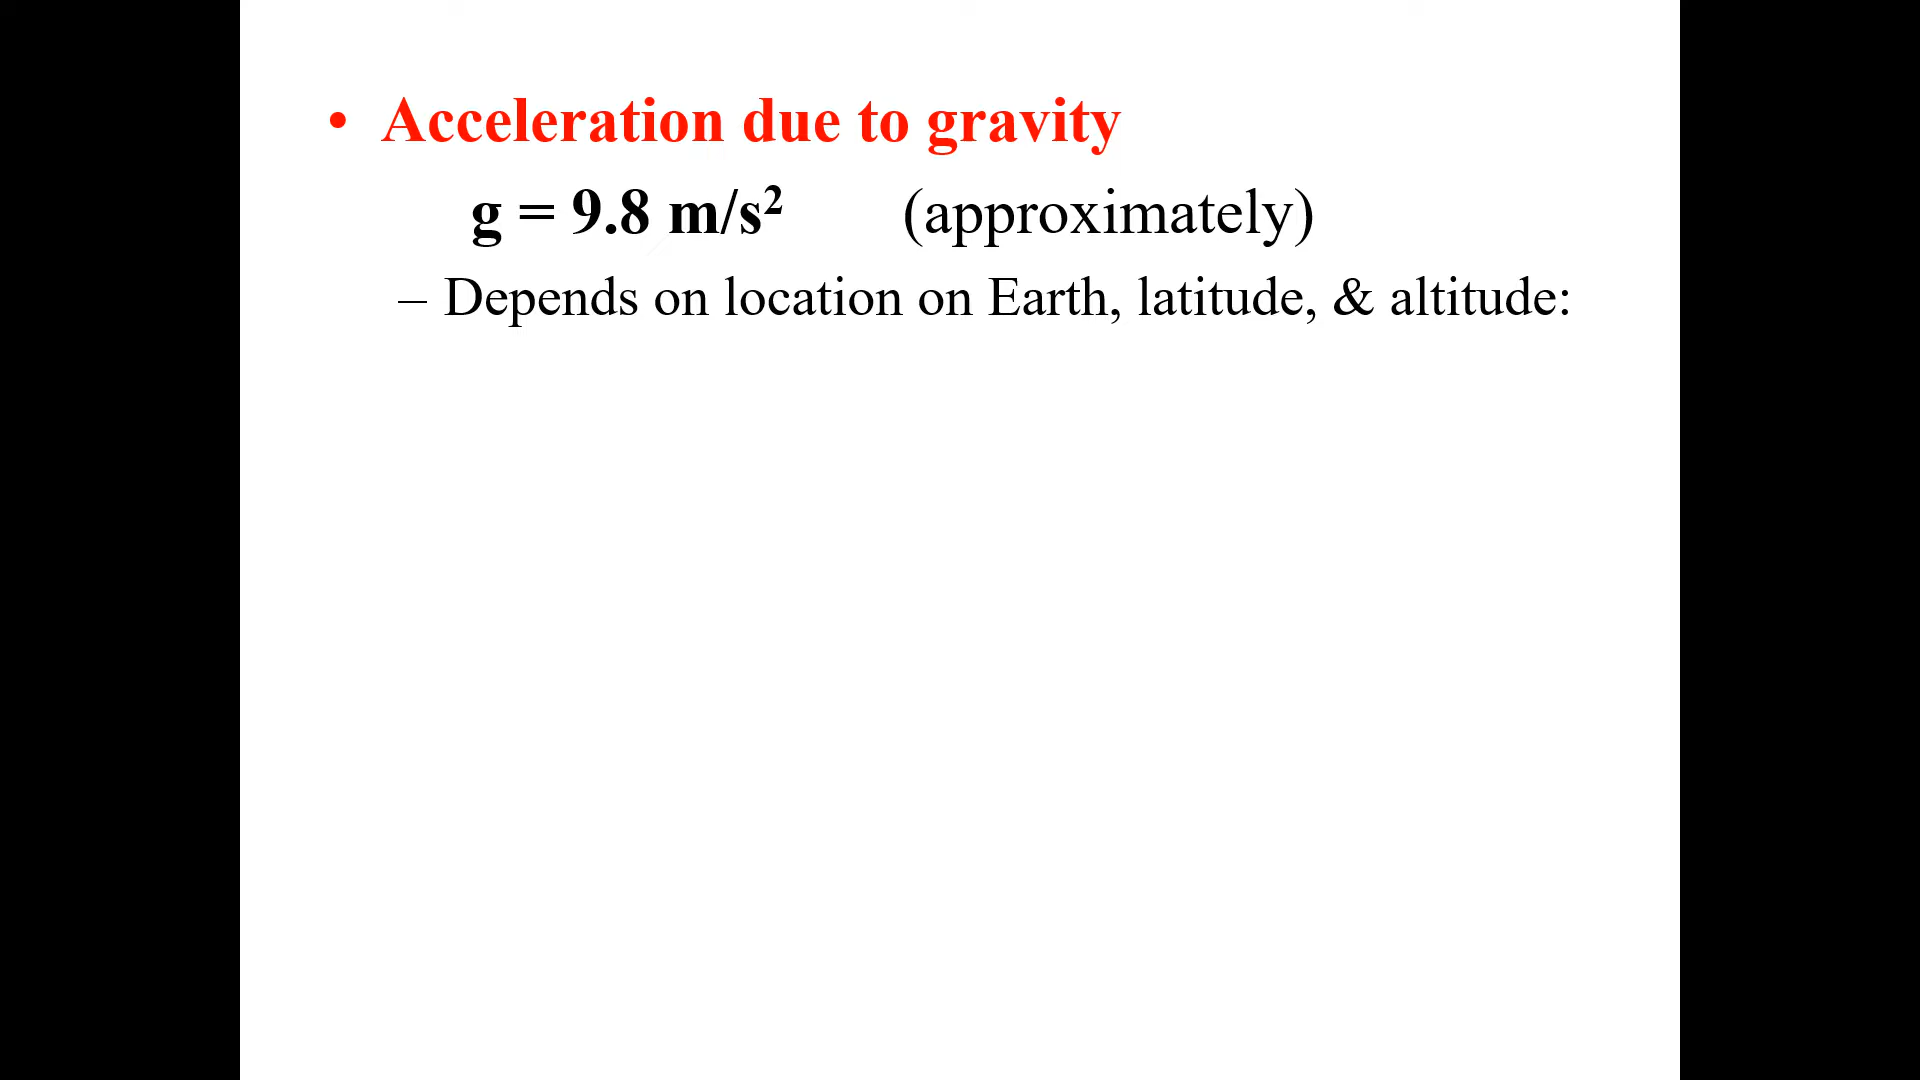 • Acceleration due to gravity
g = 9.8 m/s² (approximately)
– Depends on location on Earth, latitude, & altitude: